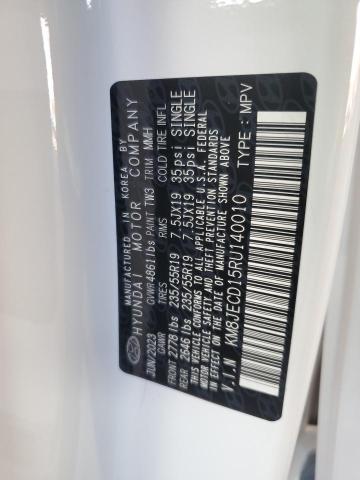 MANUFACTURED IN KOREA BY
HYUNDAI MOTOR COMPANY
JUN/2023 GVWR 4861lbs PAINT TW3 TRIM MMH
GAWR TIRES RIMS COLD TIRE INFL
FRONT 2778 lbs 235/55R19 7.5JX19 35psi SINGLE
REAR 2646 lbs 235/55R19 7.5JX19 35psi SINGLE
THIS VEHICLE CONFORMS TO ALL APPLICABLE U.S. FEDERAL
MOTOR VEHICLE SAFETY, BUMPER, AND THEFT PREVENTION STANDARDS
IN EFFECT ON THE DATE OF MANUFACTURE SHOWN ABOVE
V.I.N KM8JECD15RU140010 TYPE : MPV